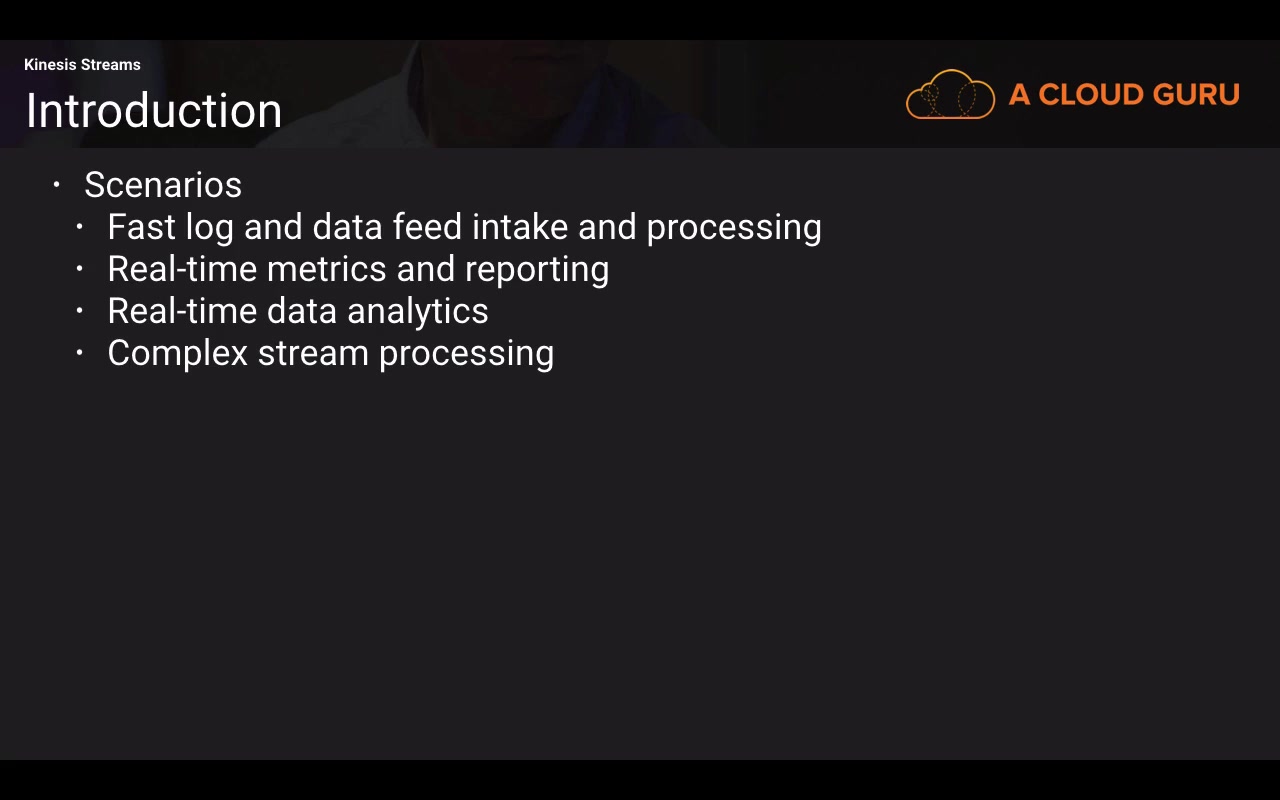 Kinesis Streams
Introduction
A CLOUD GURU
• Scenarios
• Fast log and data feed intake and processing
• Real-time metrics and reporting
• Real-time data analytics
• Complex stream processing